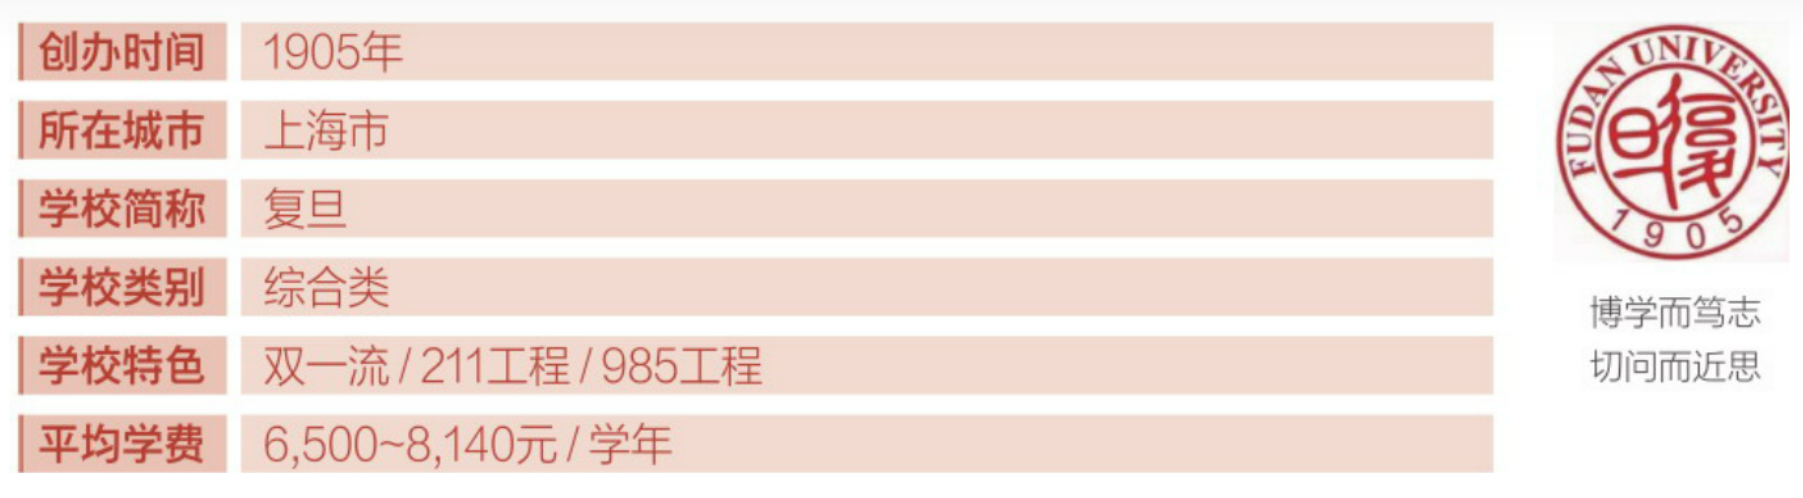 创办时间 1905年
所在城市 上海市
学校简称 复旦
学校类别 综合类
学校特色 双一流 / 211工程 / 985工程
平均学费 6,500~8,140元 / 学年
FUDAN UNIVERSITY
復旦
1905
博学而笃志
切问而近思